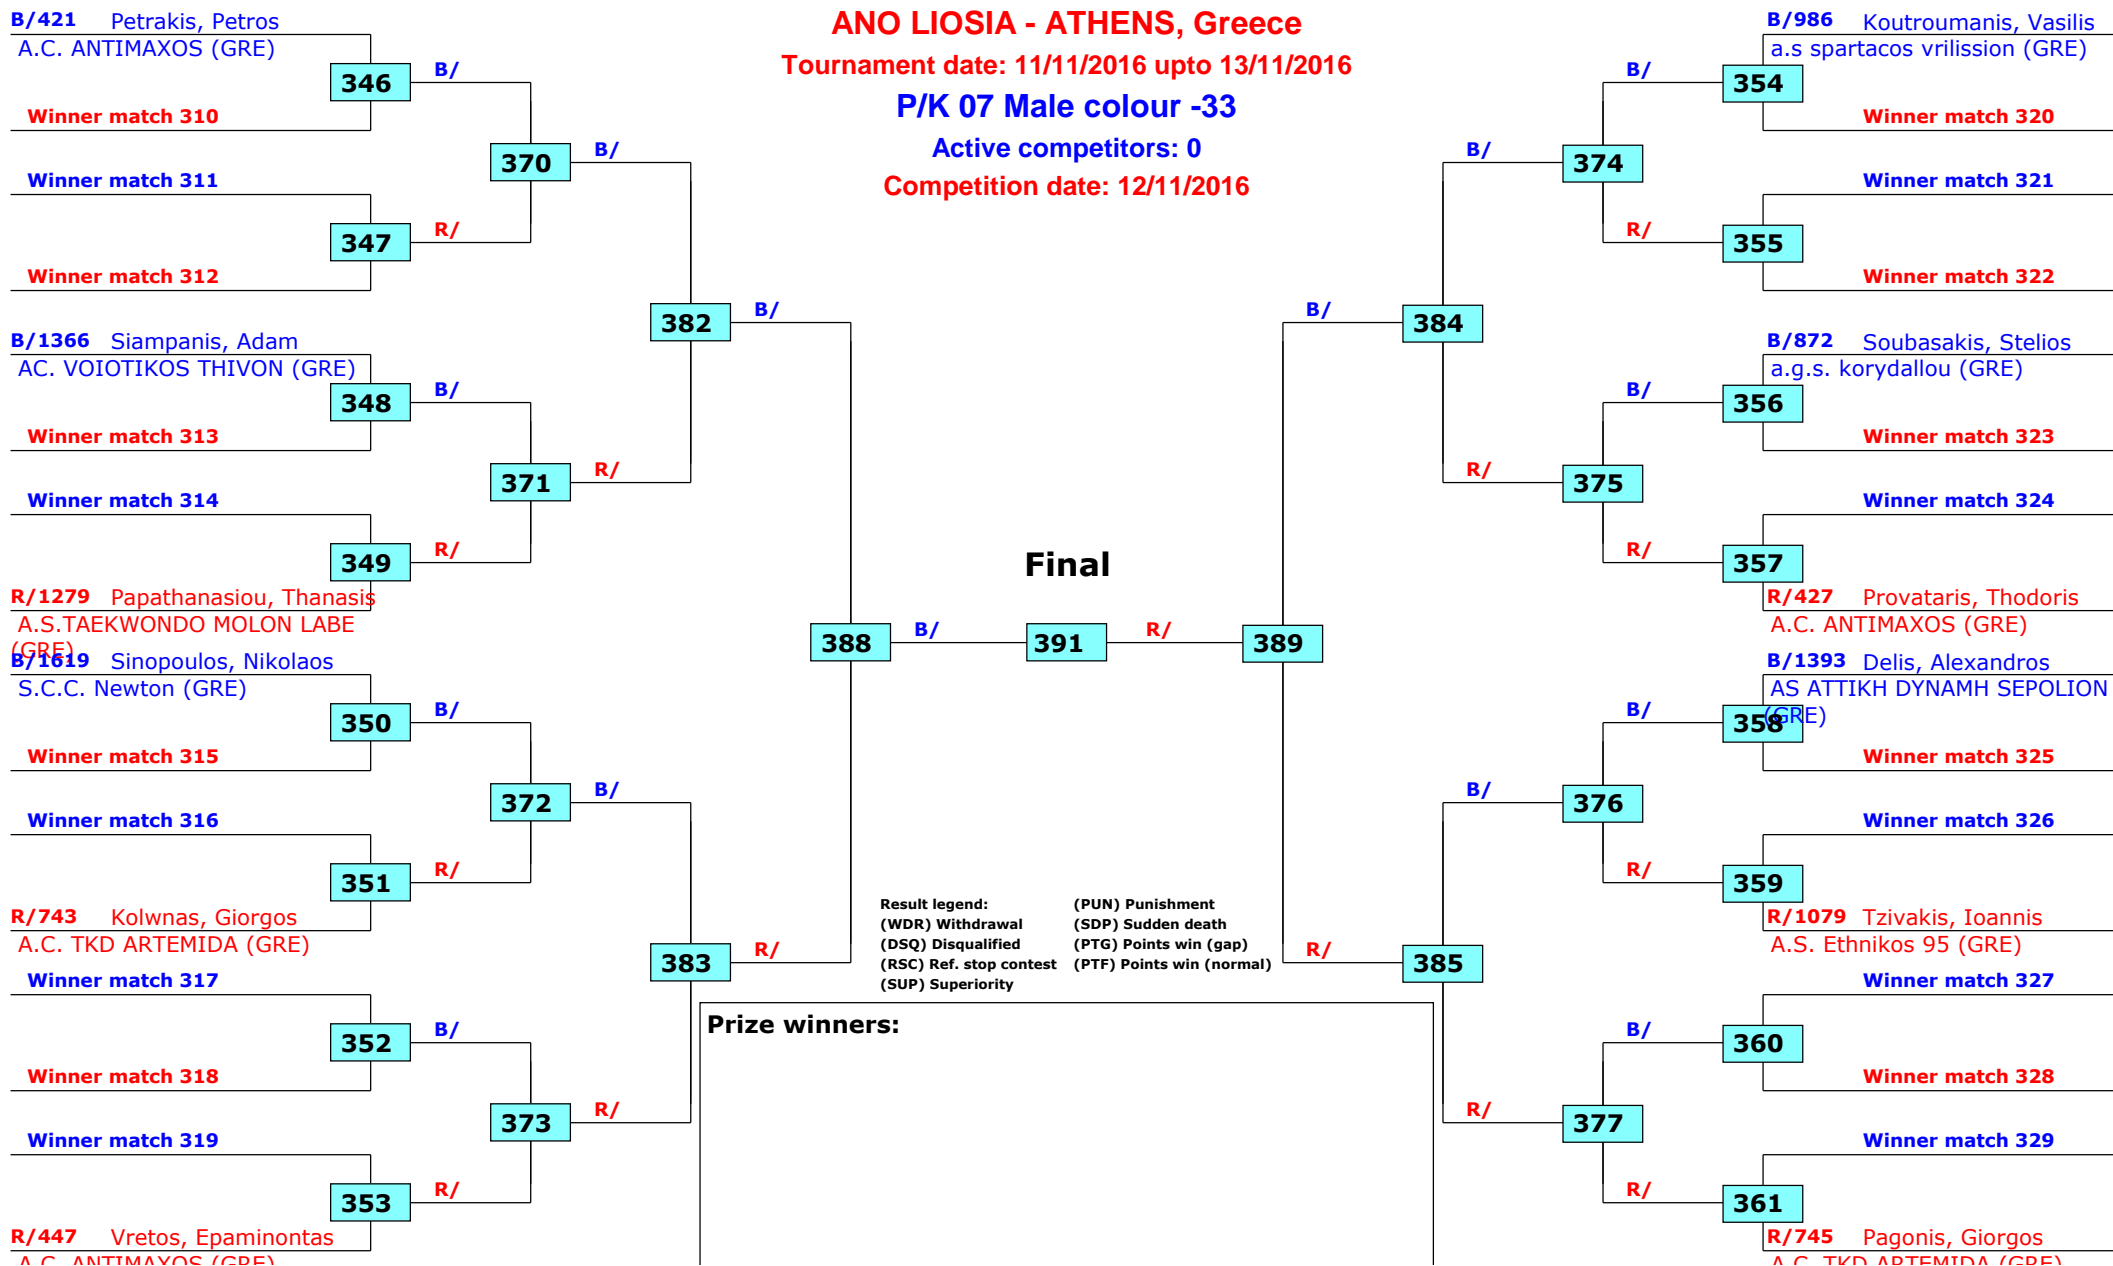 ANO LIOSIA - ATHENS, Greece
Tournament date: 11/11/2016 upto 13/11/2016
P/K 07 Male colour -33
Active competitors: 0
Competition date: 12/11/2016
B/421 Petrakis, Petros
A.C. ANTIMAXOS (GRE)
346
B/
Winner match 310
370
B/
Winner match 311
347
R/
Winner match 312
382
B/
B/1366 Siampanis, Adam
AC. VOIOTIKOS THIVON (GRE)
348
B/
Winner match 313
371
R/
Winner match 314
349
R/
R/1279 Papathanasiou, Thanasis
A.S.TAEKWONDO MOLON LABE
(GRE)
388
B/
B/1619 Sinopoulos, Nikolaos
S.C.C. Newton (GRE)
350
B/
Winner match 315
372
B/
Winner match 316
351
R/
R/743 Kolwnas, Giorgos
A.C. TKD ARTEMIDA (GRE)
383
R/
Winner match 317
352
B/
Winner match 318
373
R/
Winner match 319
353
R/
R/447 Vretos, Epaminontas
A.C. ANTIMAXOS (GRE)
Final
391
R/
389
B/986 Koutroumanis, Vasilis
a.s spartacos vrilission (GRE)
B/
354
Winner match 320
B/
374
Winner match 321
R/
355
Winner match 322
B/
384
B/872 Soubasakis, Stelios
a.g.s. korydallou (GRE)
B/
356
Winner match 323
R/
375
Winner match 324
R/
357
R/427 Provataris, Thodoris
A.C. ANTIMAXOS (GRE)
B/1393 Delis, Alexandros
AS ATTIKH DYNAMH SEPOLION
(GRE)
B/
358
Winner match 325
B/
376
Winner match 326
R/
359
R/1079 Tzivakis, Ioannis
A.S. Ethnikos 95 (GRE)
R/
385
Winner match 327
B/
360
Winner match 328
R/
377
Winner match 329
R/
361
R/745 Pagonis, Giorgos
A.C. TKD ARTEMIDA (GRE)
Result legend: (PUN) Punishment
(WDR) Withdrawal (SDP) Sudden death
(DSQ) Disqualified (PTG) Points win (gap)
(RSC) Ref. stop contest (PTF) Points win (normal)
(SUP) Superiority
Prize winners: